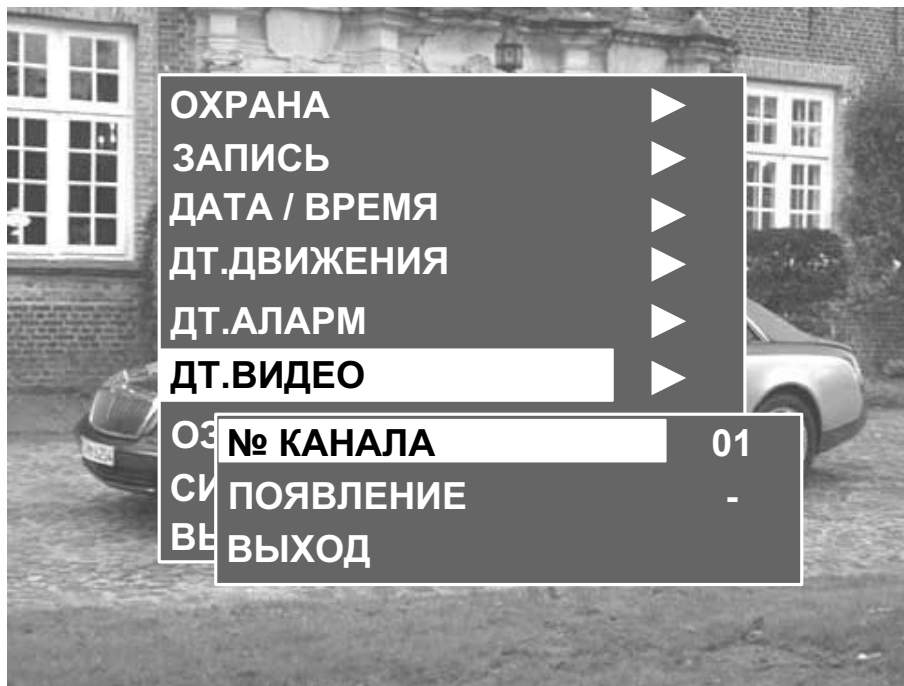 ОХРАНА
ЗАПИСЬ
ДАТА / ВРЕМЯ
ДТ.ДВИЖЕНИЯ
ДТ.АЛАРМ
ДТ.ВИДЕО
№ КАНАЛА 01
ПОЯВЛЕНИЕ -
ВЫХОД